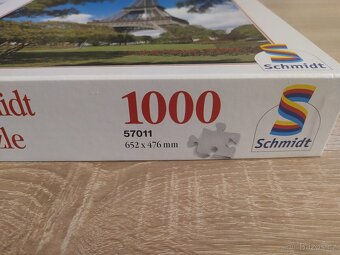 Schmidt
midt
zle
1000
57011
652 x 476 mm
Schmidt